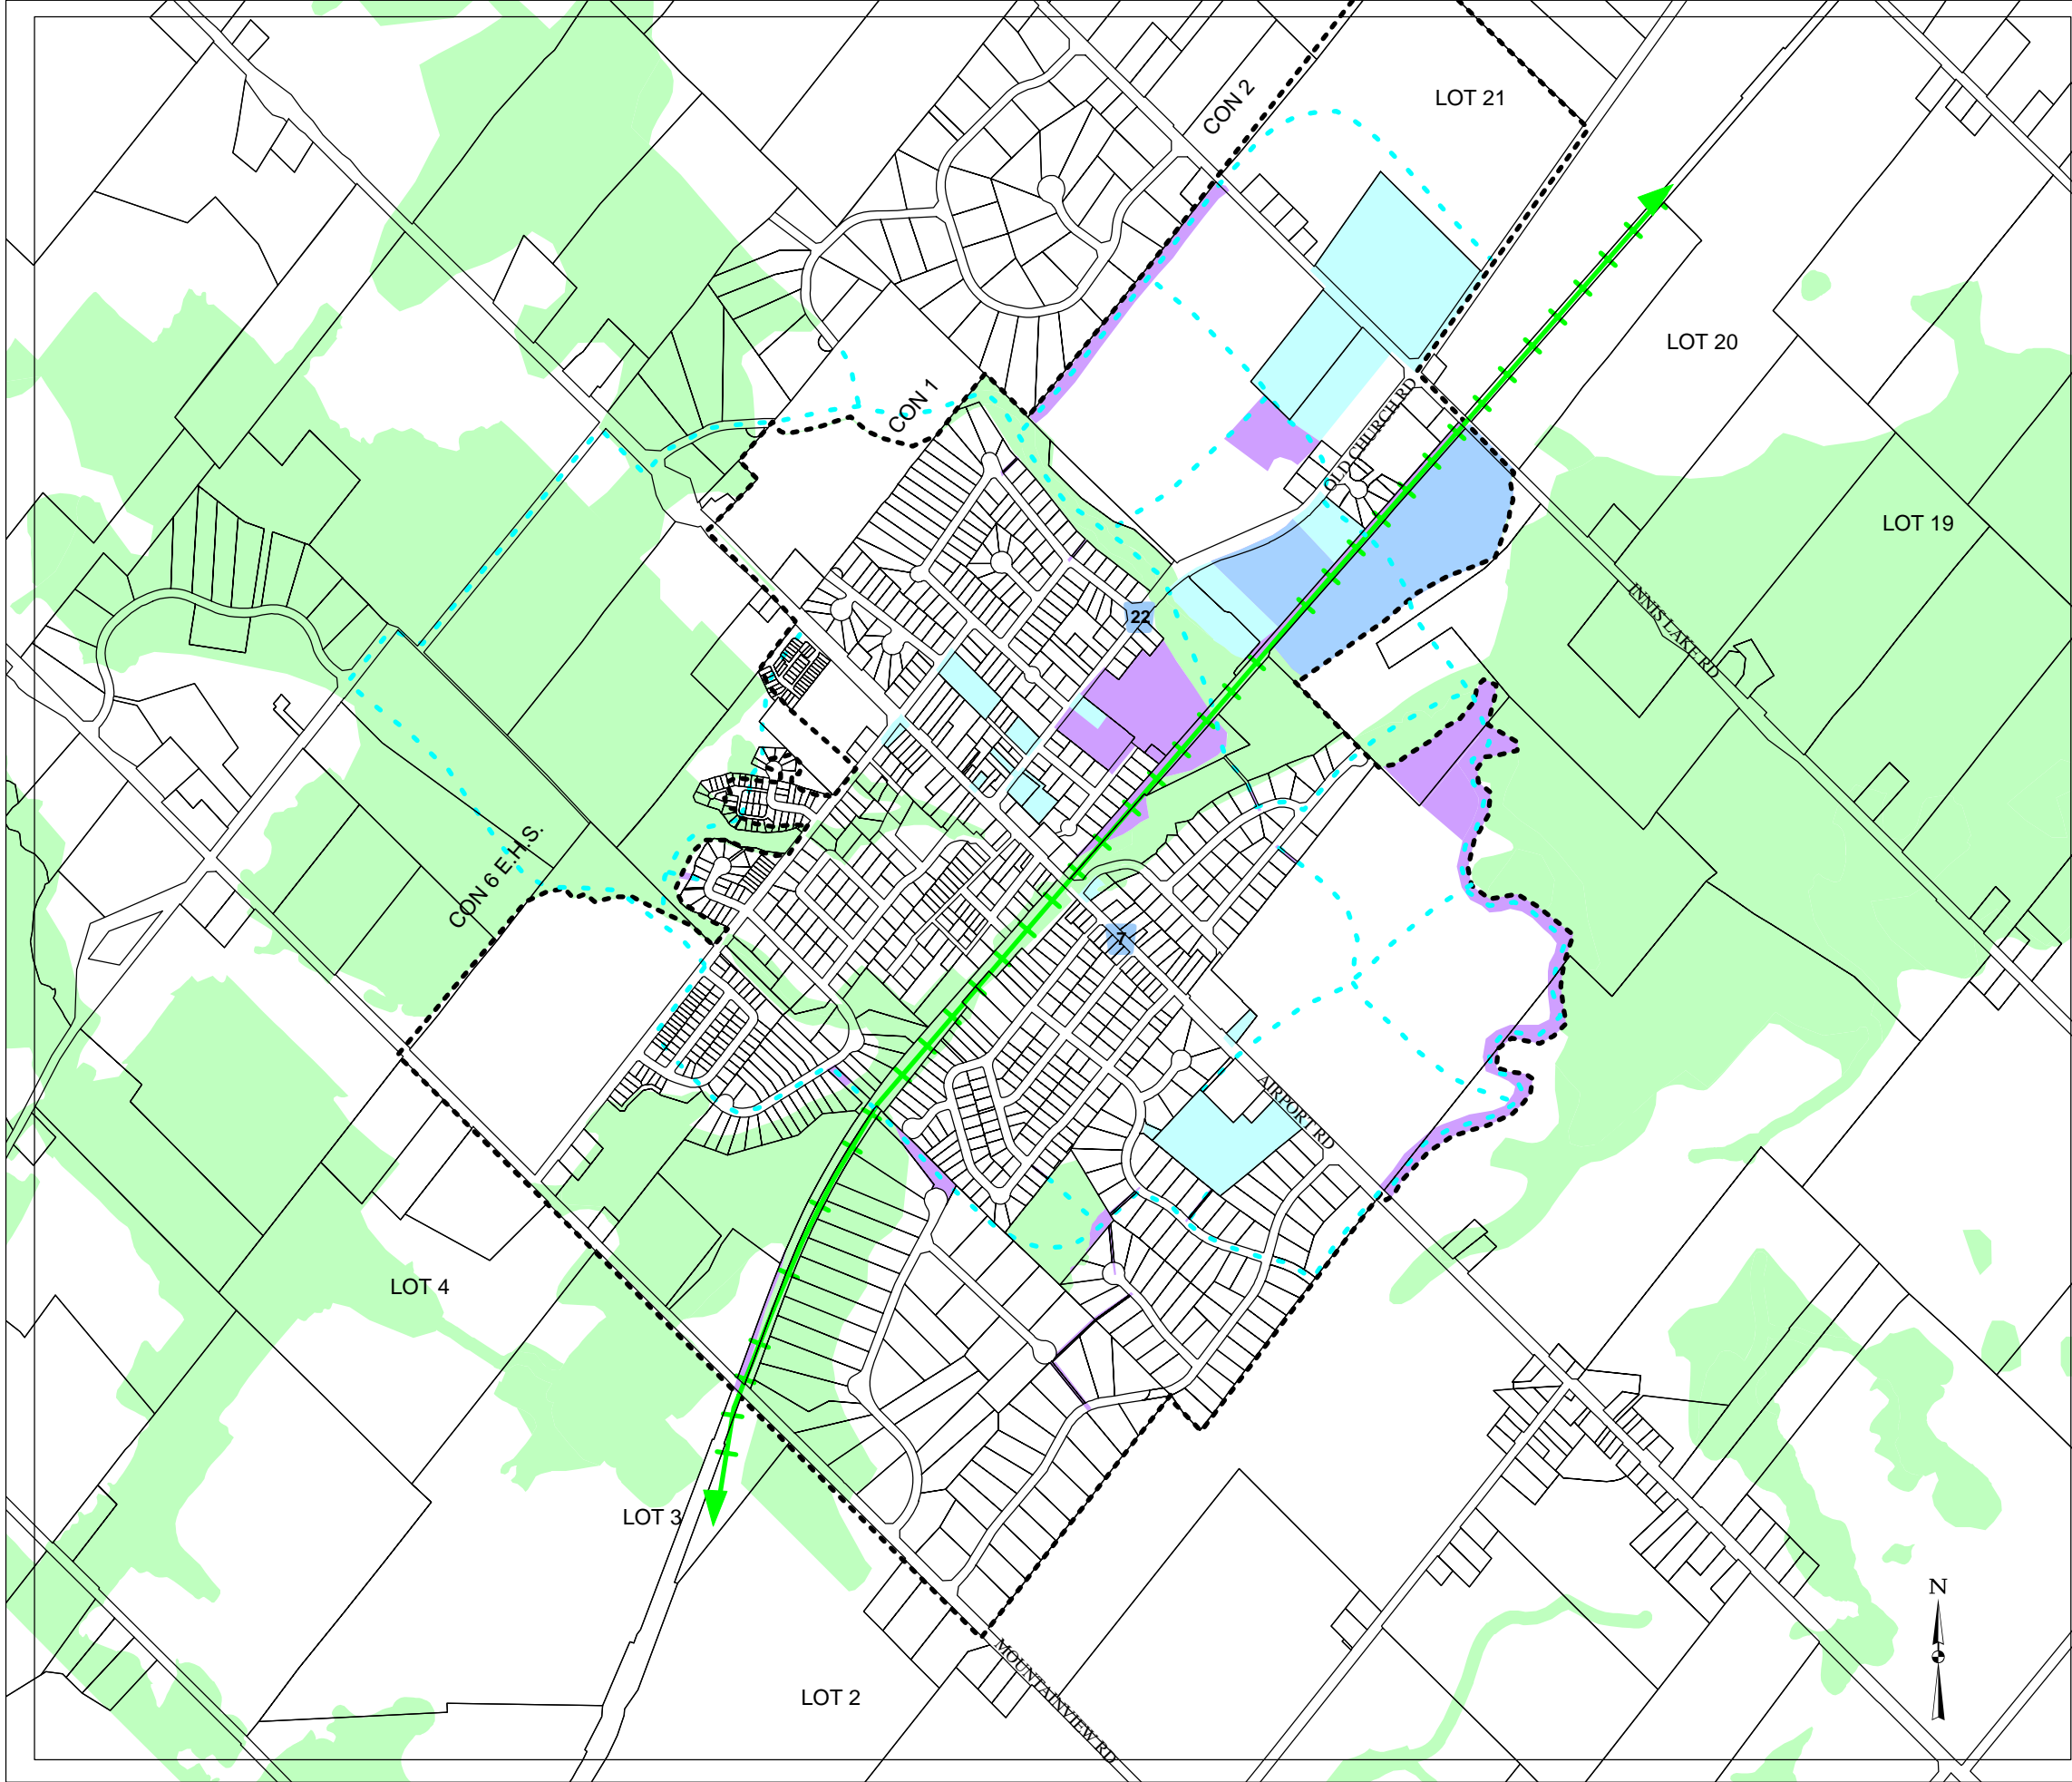 LOT 21
CON 2
LOT 20
CON 1
OLD CHURCH RD
LOT 19
22
INNIS LAKE RD
CON 6 E.H.S.
7
AIRPORT RD
LOT 4
LOT 3
N
LOT 2
MOUNTAINVIEW RD